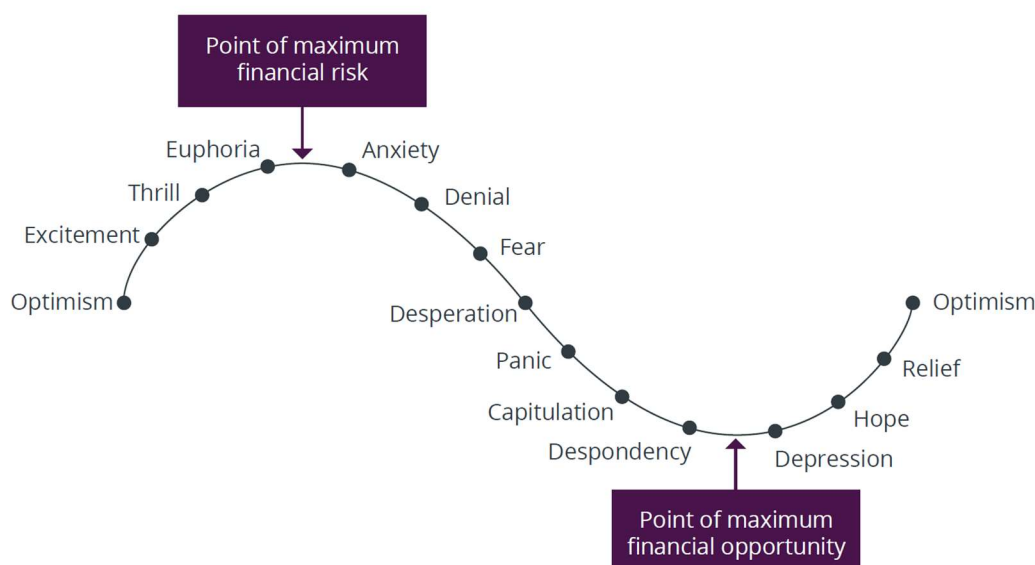 Point of maximum
financial risk
Euphoria
Anxiety
Thrill
Denial
Excitement
Fear
Optimism
Desperation
Optimism
Panic
Relief
Capitulation
Hope
Despondency
Depression
Point of maximum
financial opportunity